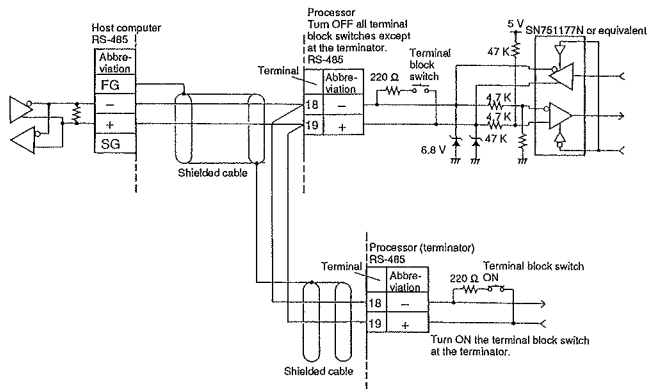 Host computer
RS-485
Abbre-
viation
FG
−
+
SG
Shielded cable
Processor
Turn OFF all terminal
block switches except
at the terminator.
RS-485
Terminal
Abbre-
viation
18 −
19 +
Terminal
block
switch
220 Ω
5 V
SN751177N or equivalent
47 K
4.7 K
4.7 K
47 K
6.8 V
Processor (terminator)
RS-485
Terminal
Abbre-
viation
18 −
19 +
Terminal block switch
220 Ω ON
Turn ON the terminal block switch
at the terminator.
Shielded cable